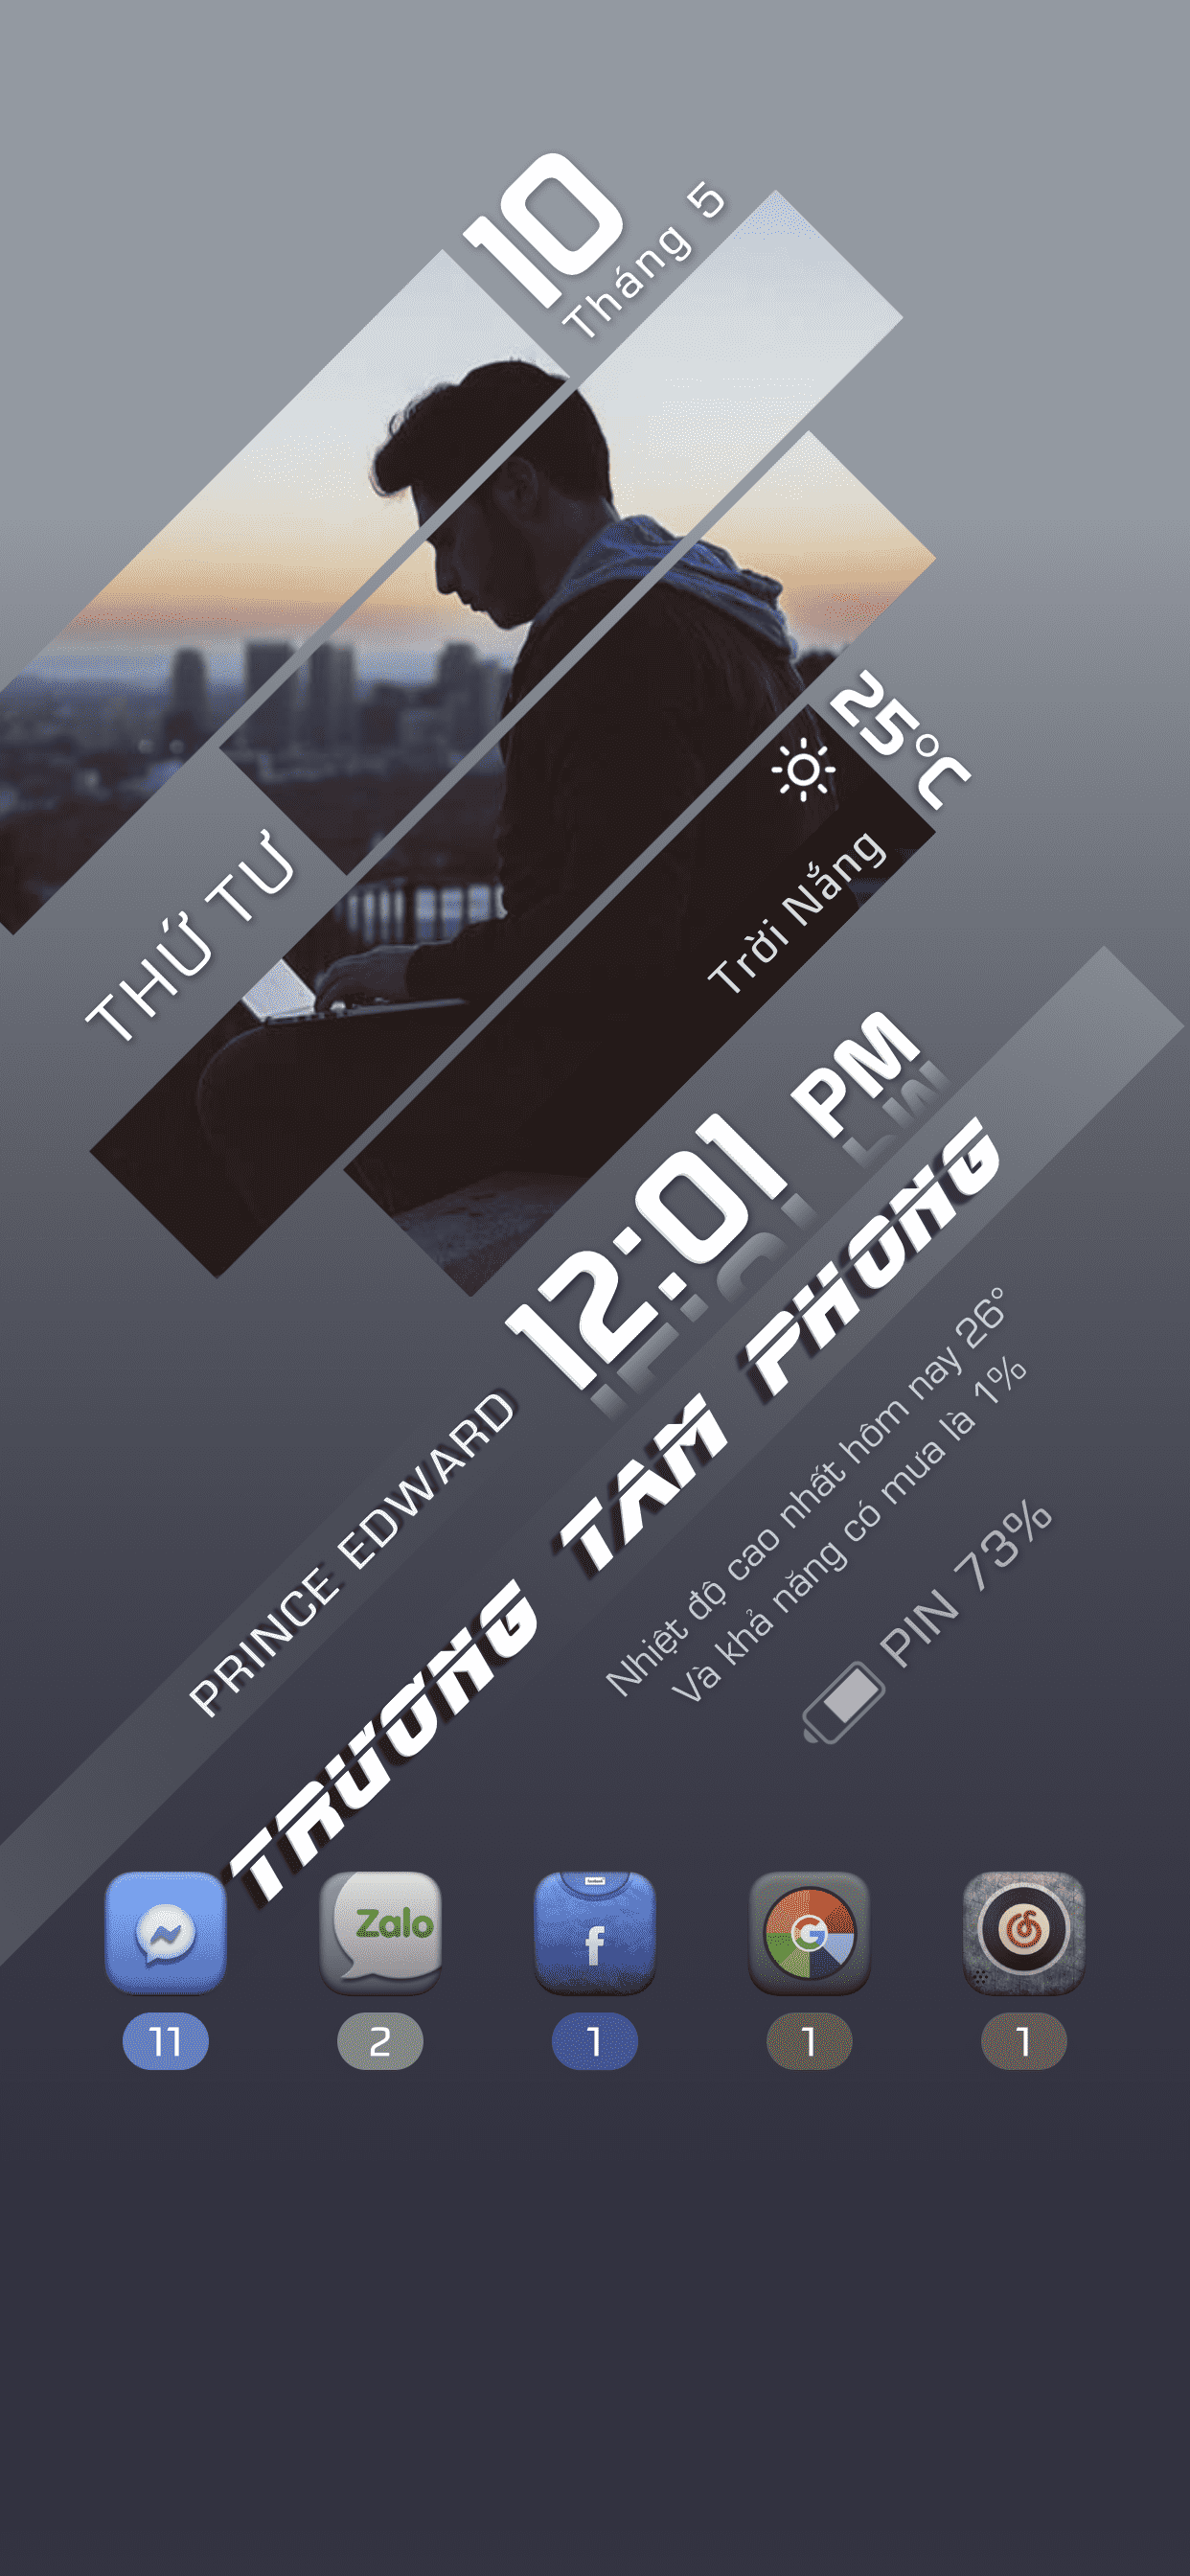 10
Tháng 5
THỨ TƯ
25°C
Trời Nắng
12:01 PM
PRINCE EDWARD
TRƯƠNG TÂM PHONG
Nhiệt độ cao nhất hôm nay 26°
Và khả năng có mưa là 1%
PIN 73%
Zalo
facebook
f
G
11
2
1
1
1